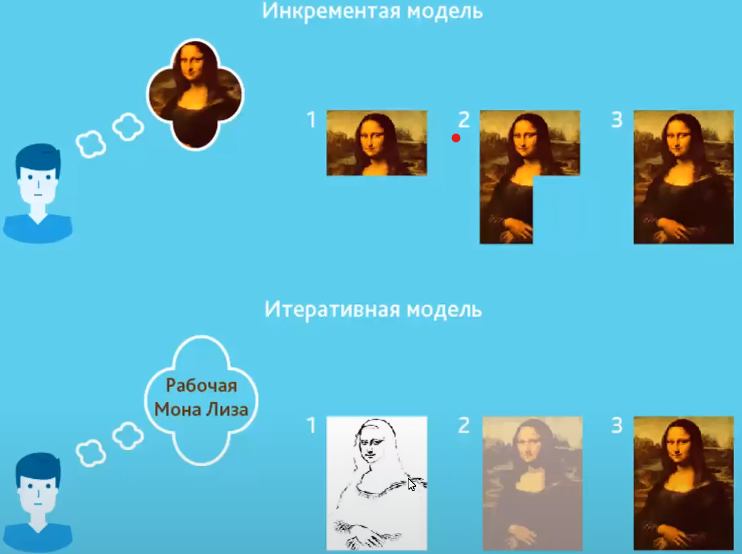 Инкрементая модель
1 2 3
Итеративная модель
Рабочая
Мона Лиза
1 2 3